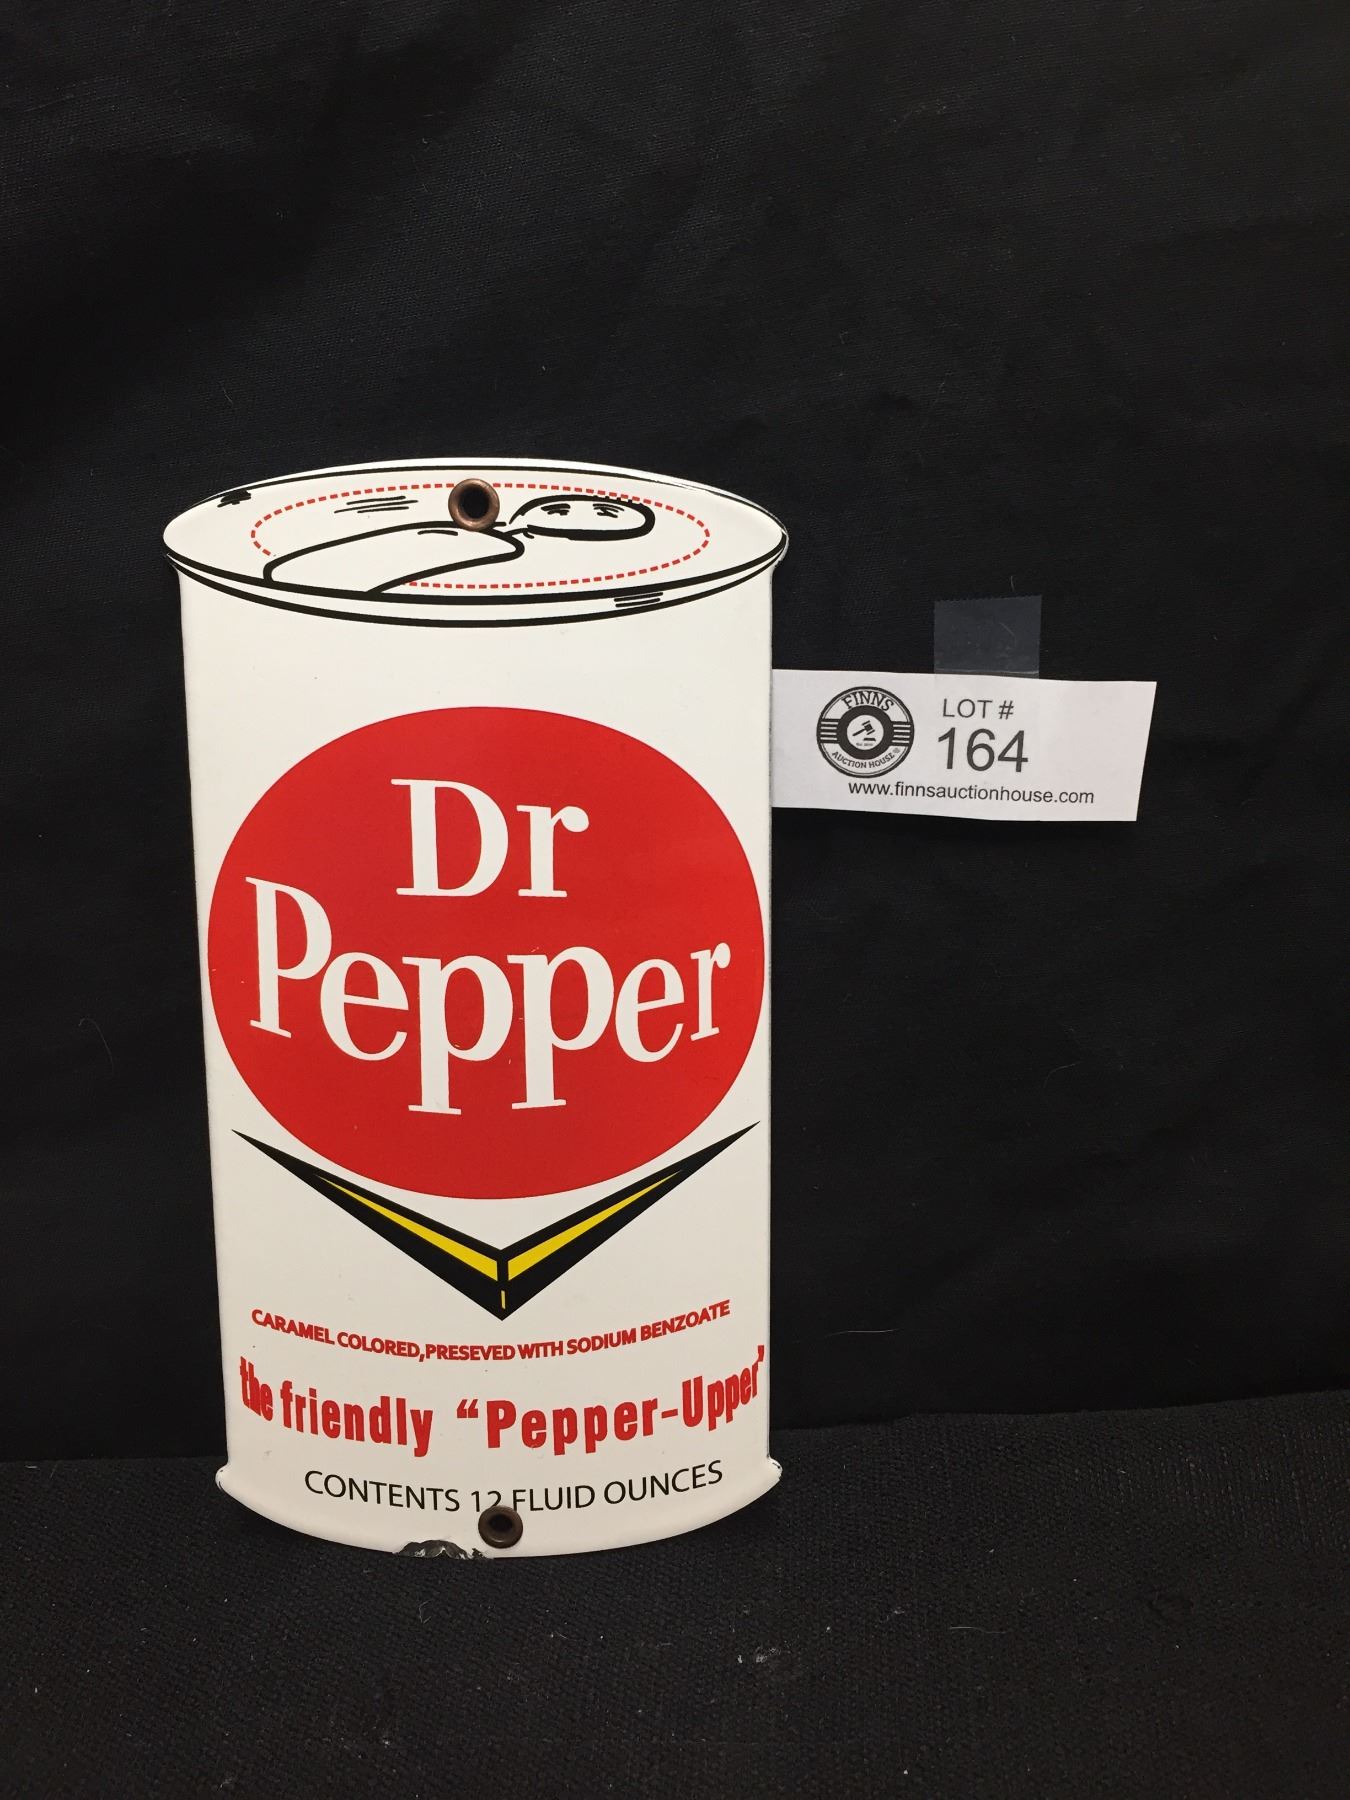 Dr
Pepper
CARAMEL COLORED, PRESEVED WITH SODIUM BENZOATE
the friendly "Pepper-Upper"
CONTENTS 12 FLUID OUNCES
FINNS
AUCTION HOUSE
LOT #
164
www.finnsauctionhouse.com